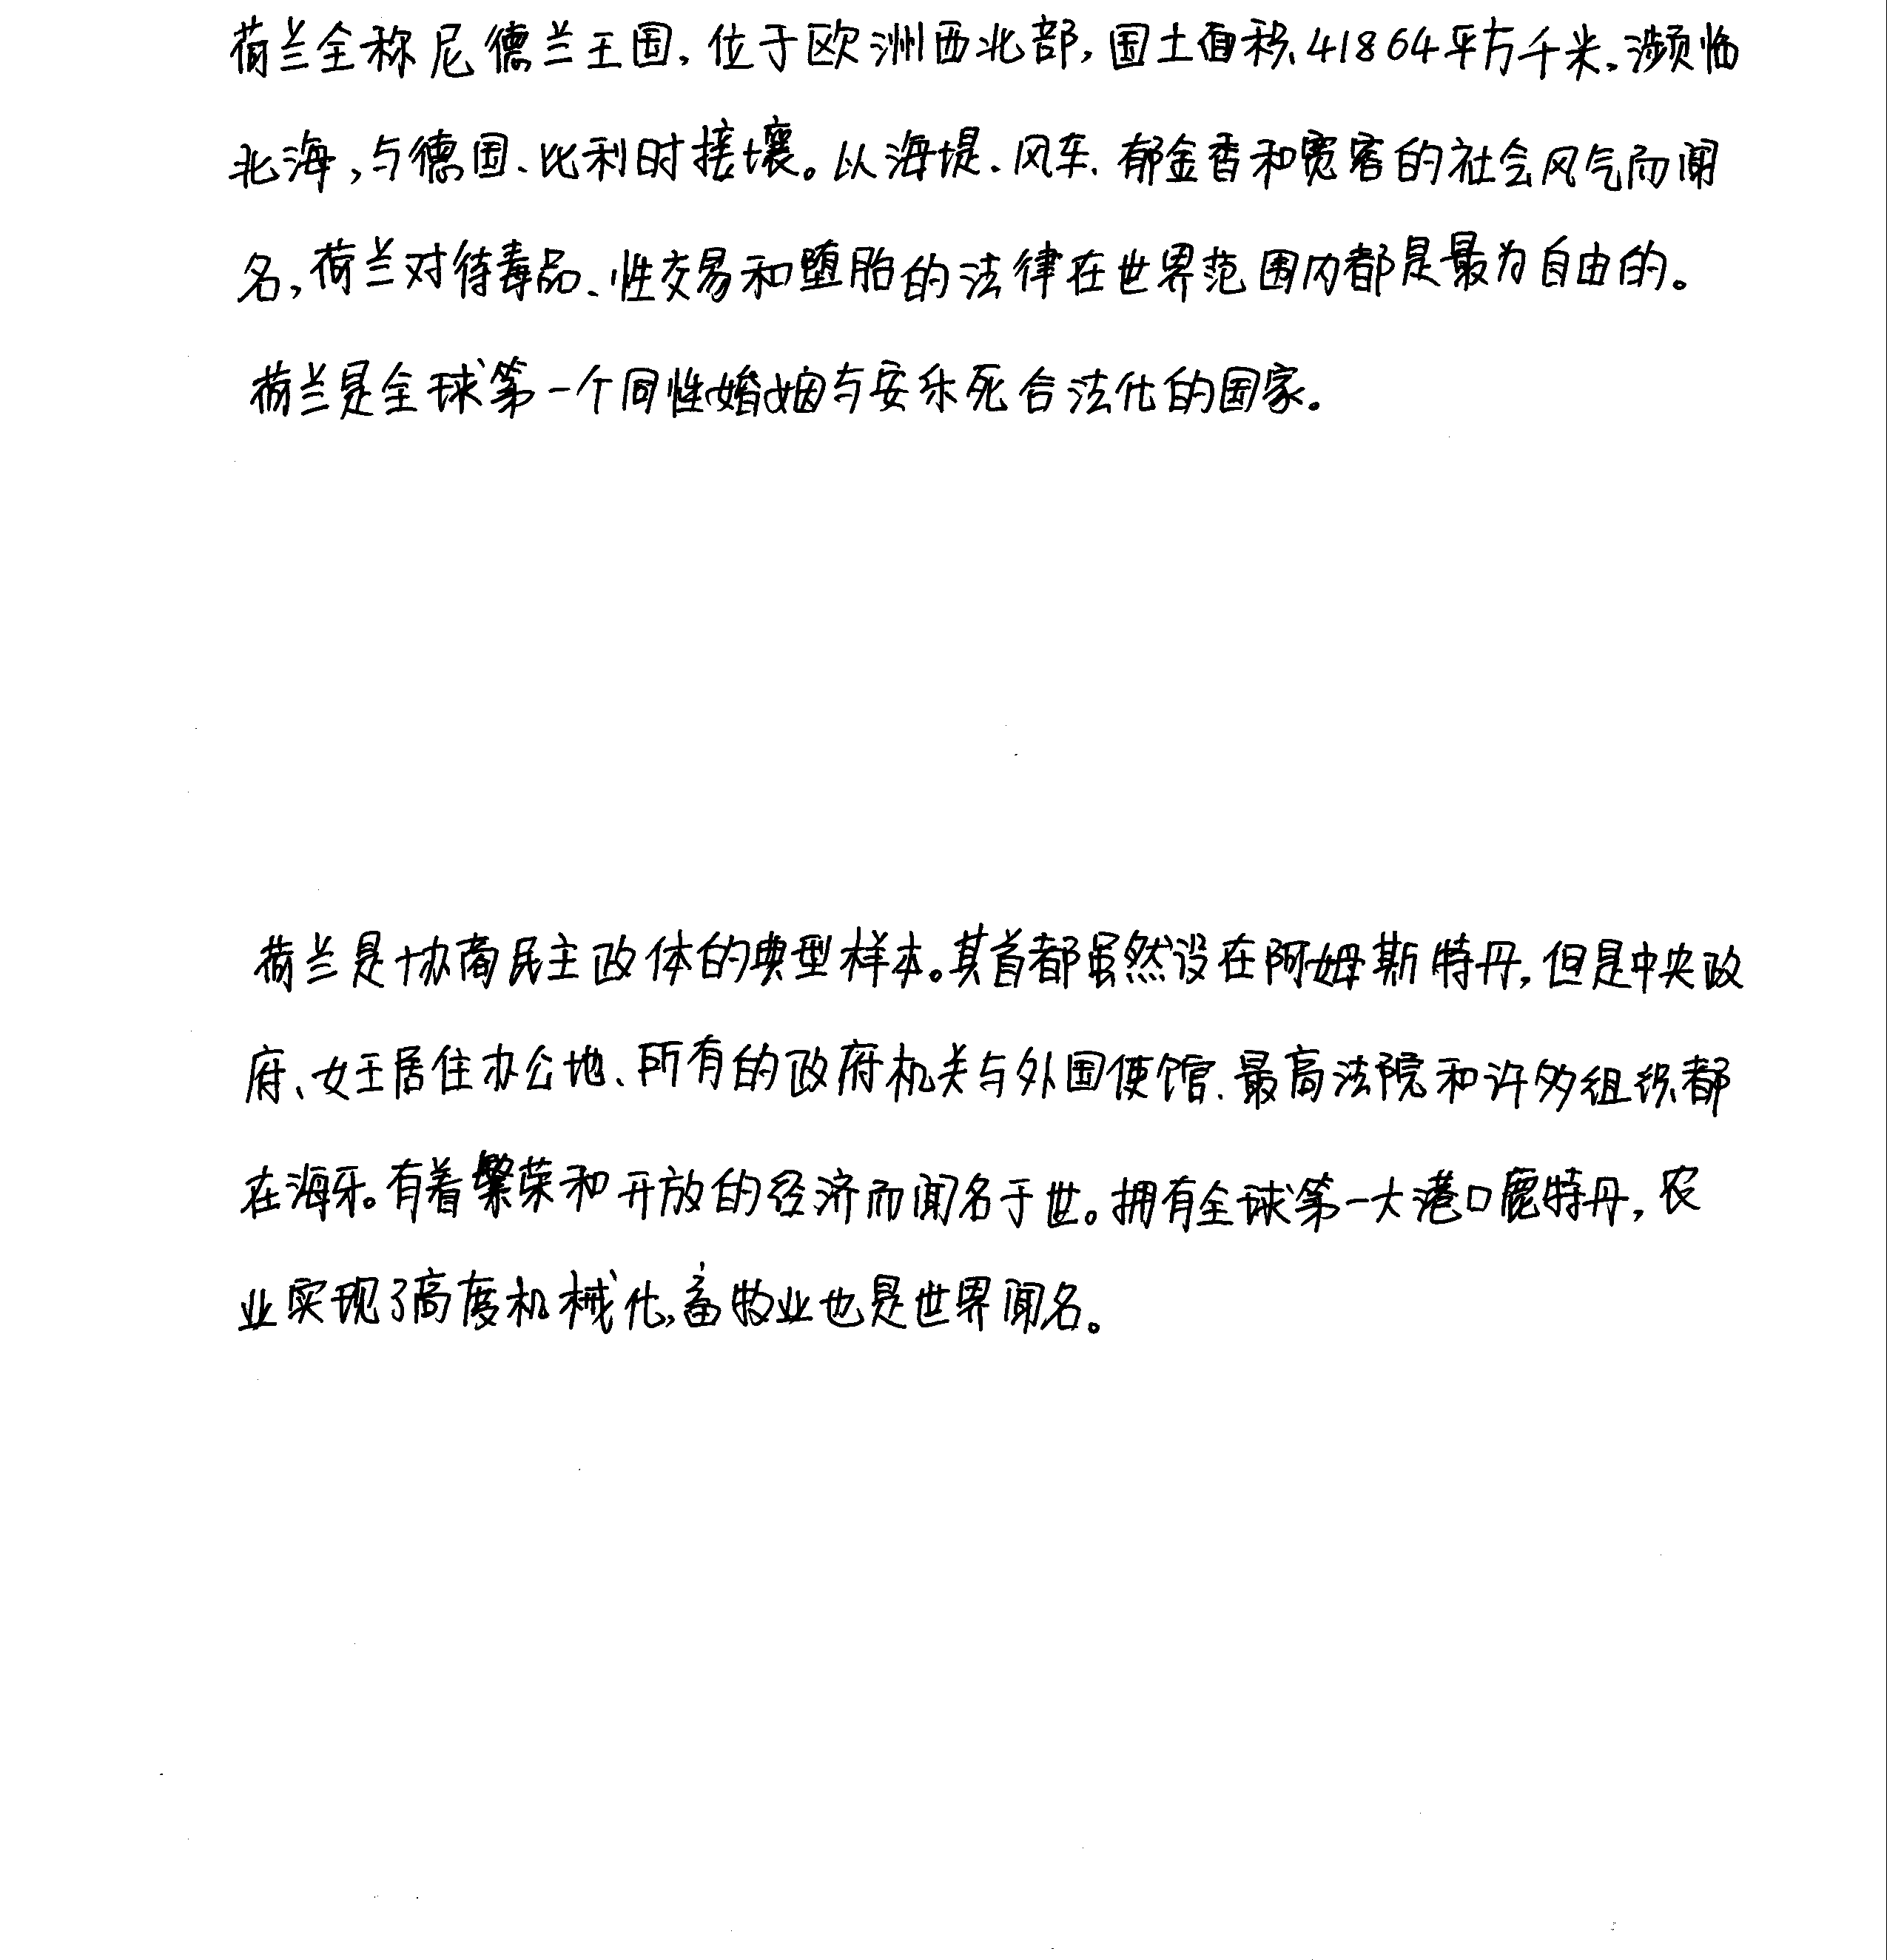 荷兰全称尼德兰王国,位于欧洲西北部,国土面积41864平方千米,濒临
北海,与德国、比利时接壤。以海堤、风车、郁金香和宽容的社会风气而闻
名,荷兰对待毒品、性交易和堕胎的法律在世界范围内都是最为自由的。
荷兰是全球第一个同性婚姻与安乐死合法化的国家。
荷兰是协商民主政体的典型样本。其首都虽然设在阿姆斯特丹,但是中央政
府、女王居住办公地、所有的政府机关与外国使馆、最高法院和许多组织都
在海牙。有着繁荣和开放的经济而闻名于世。拥有全球第一大港口鹿特丹,农
业实现了高度机械化,畜牧业也是世界闻名。